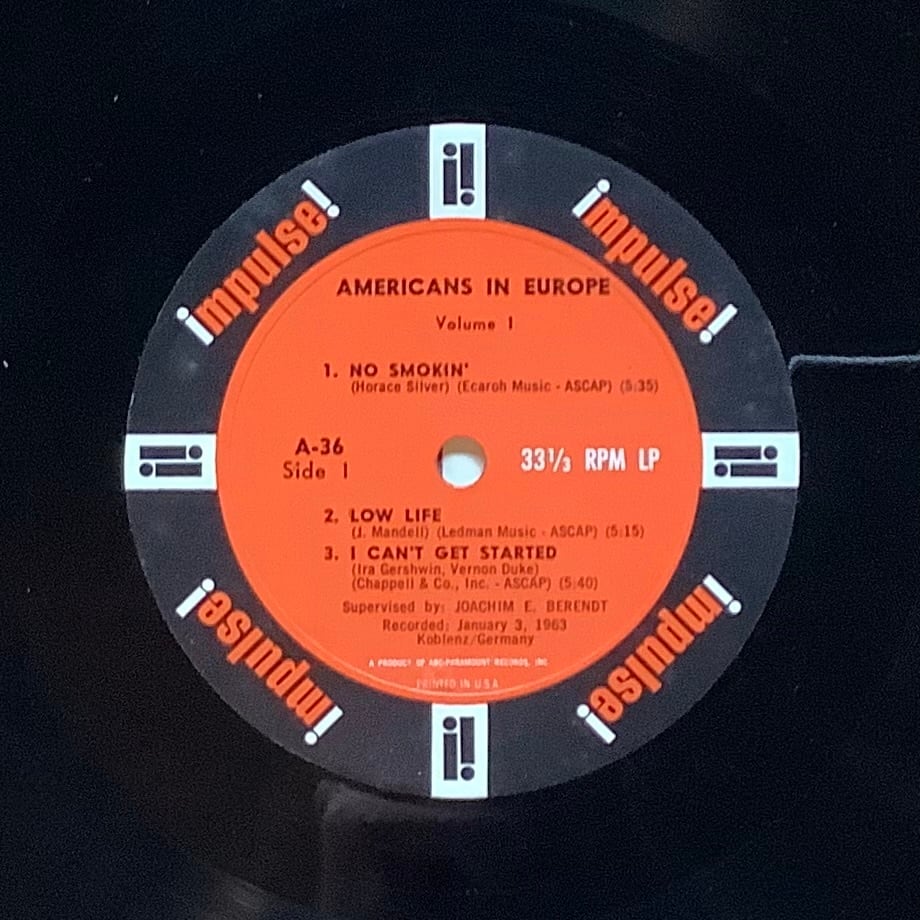 impulse!
impulse!
AMERICANS IN EUROPE
Volume 1
1. NO SMOKIN'
(Horace Silver) (Ecaroh Music - ASCAP) (5:35)
A-36
Side 1
33⅓ RPM LP
2. LOW LIFE
(J. Mandell) (Ledman Music - ASCAP) (5:15)
3. I CAN'T GET STARTED
(Ira Gershwin, Vernon Duke)
(Chappell & Co., Inc. - ASCAP) (5:40)
Supervised by: JOACHIM E. BERENDT
Recorded: January 3, 1963
Koblenz/Germany
A PRODUCT OF ABC-PARAMOUNT RECORDS, INC.
PRINTED IN U.S.A.
impulse!
impulse!